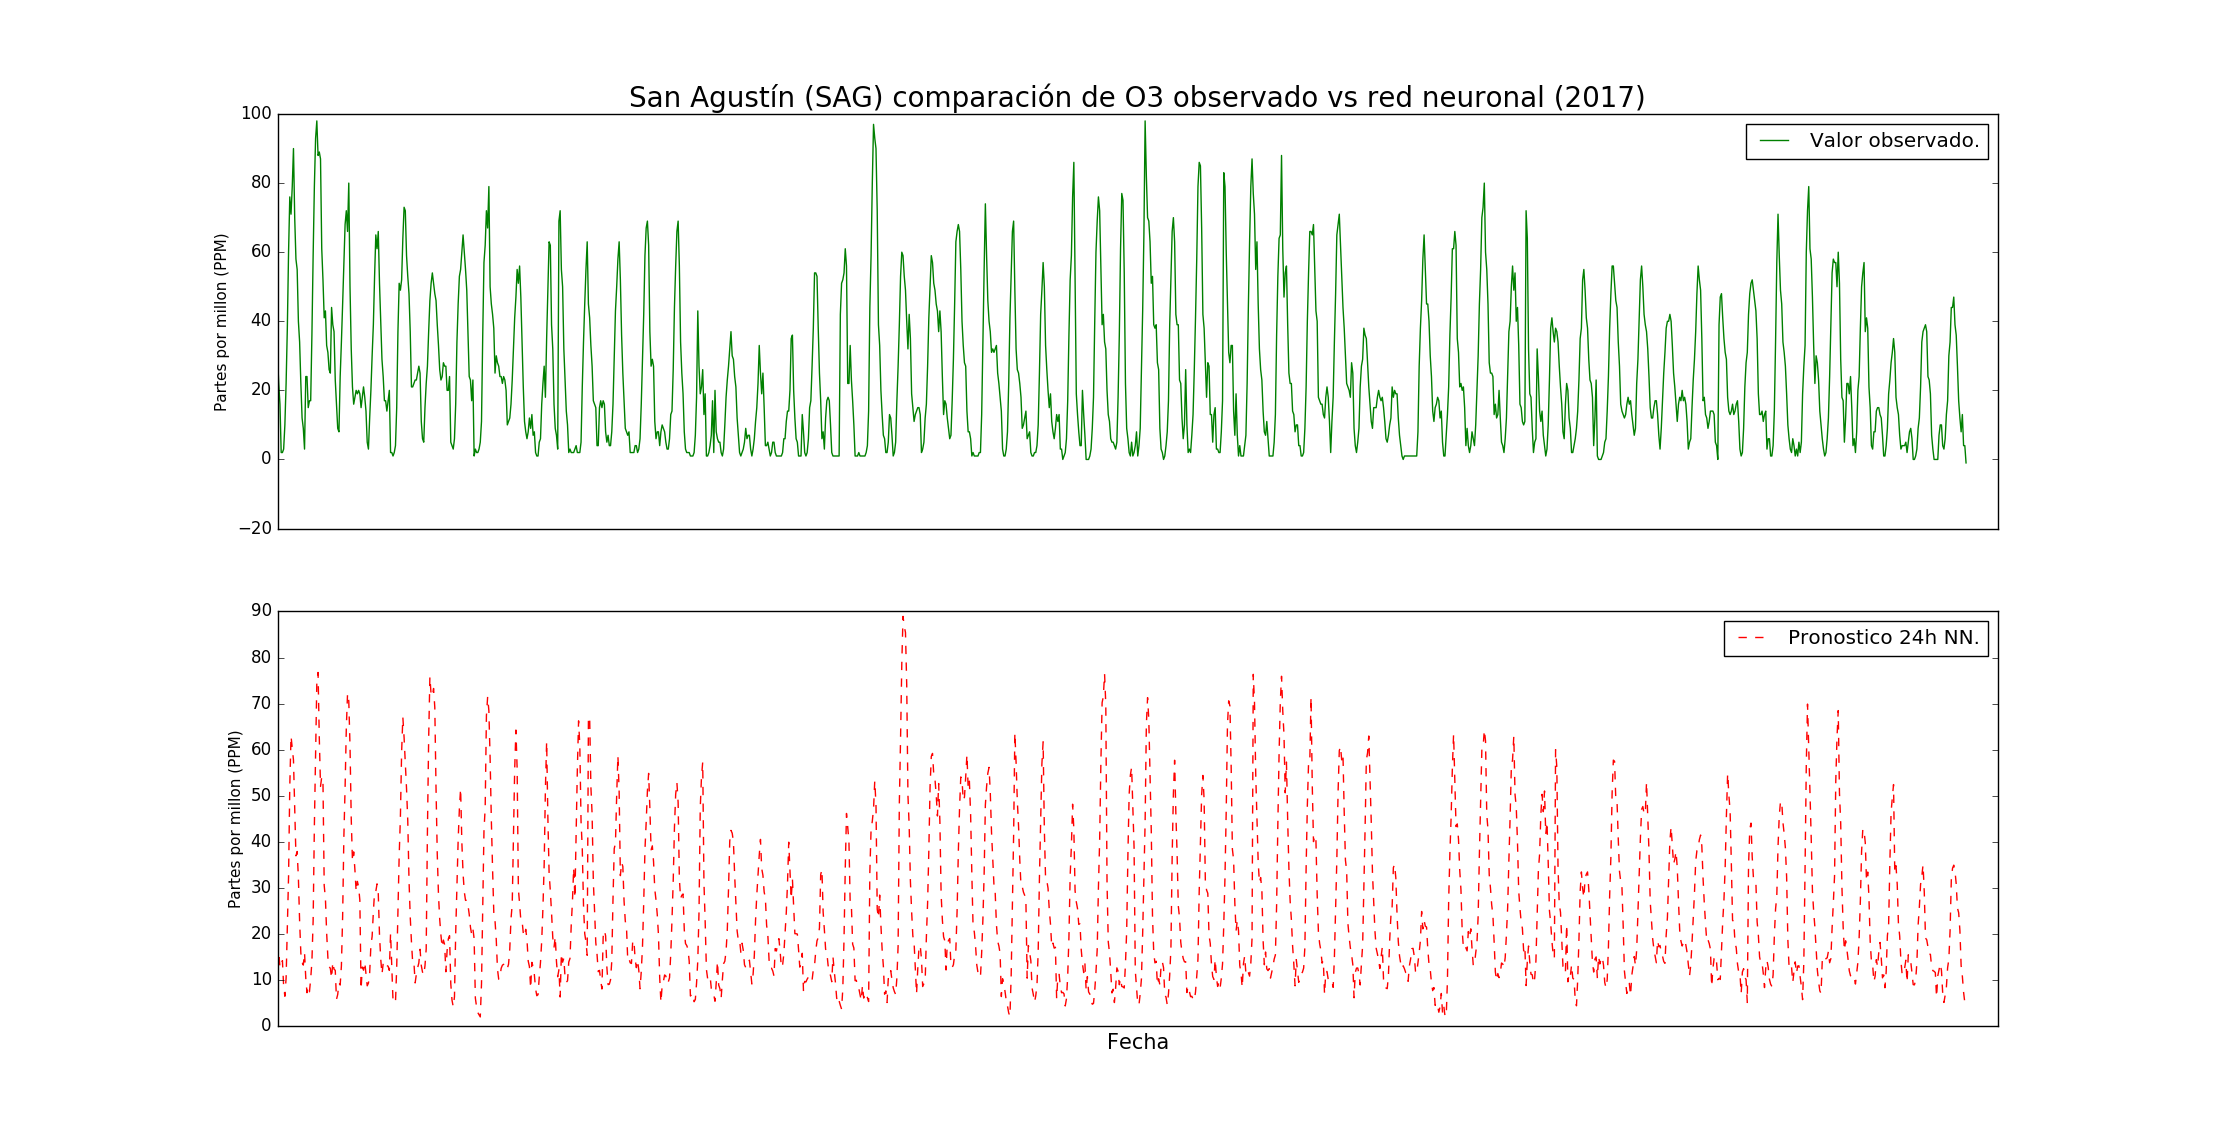 San Agustín (SAG) comparación de O3 observado vs red neuronal (2017)
100
80
60
40
20
0
−20
Partes por millon (PPM)
Valor observado.
90
80
70
60
50
40
30
20
10
0
Partes por millon (PPM)
Pronostico 24h NN.
Fecha